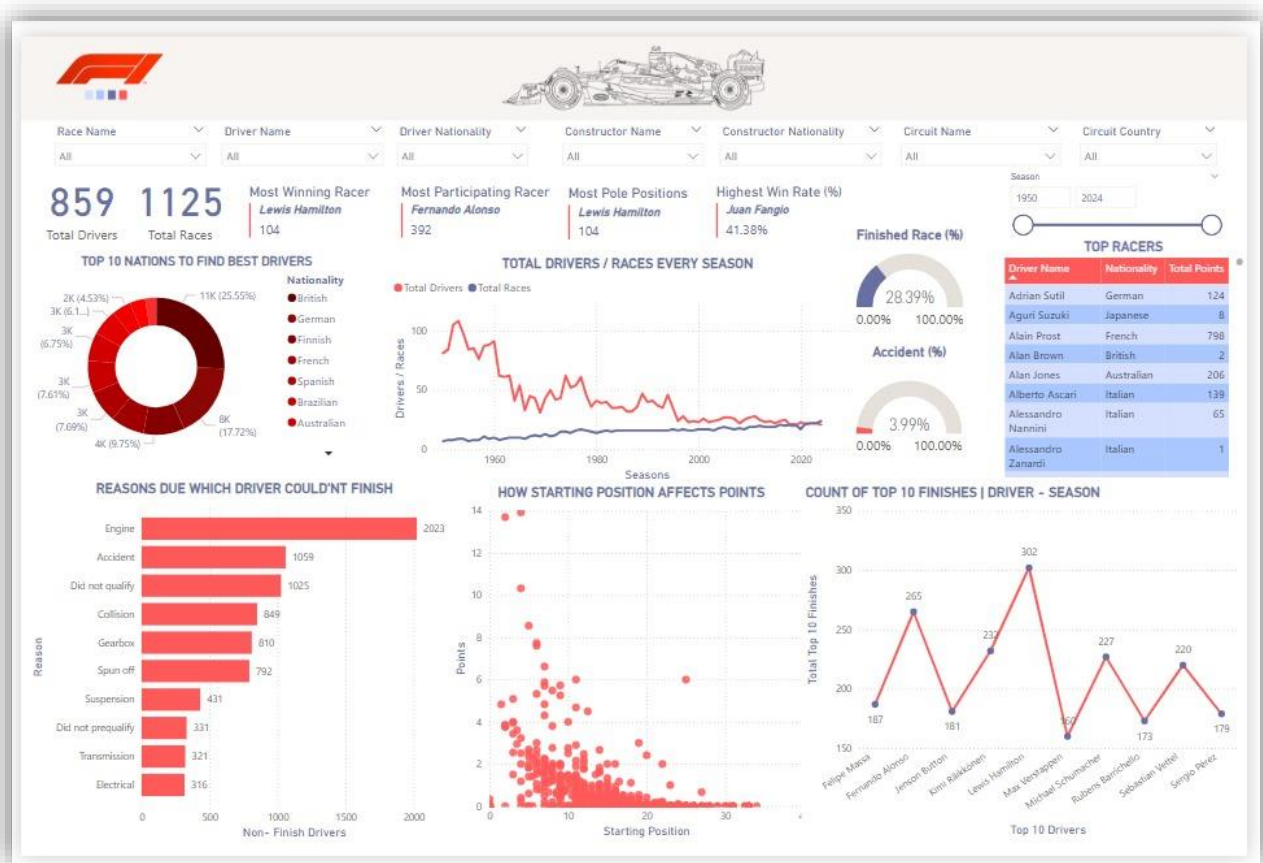 F1
Race Name
Driver Name
Driver Nationality
Constructor Name
Constructor Nationality
Circuit Name
Circuit Country
All
All
All
All
All
All
All
859
Total Drivers
1125
Total Races
Most Winning Racer
Lewis Hamilton
104
Most Participating Racer
Fernando Alonso
392
Most Pole Positions
Lewis Hamilton
104
Highest Win Rate (%)
Juan Fangio
41.38%
Season
1950 2024
TOP 10 NATIONS TO FIND BEST DRIVERS
11K (25.55%)
8K
(17.72%)
4K (9.75%)
3K
(7.69%)
3K
(7.61%)
3K
(6.75%)
3K (6.1...)
2K (4.53%)
Nationality
British
German
Finnish
French
Spanish
Brazilian
Australian
TOTAL DRIVERS / RACES EVERY SEASON
Total Drivers Total Races
Drivers / Races
100
50
0
1960 1980 2000 2020
Seasons
Finished Race (%)
28.39%
0.00% 100.00%
Accident (%)
3.99%
0.00% 100.00%
TOP RACERS
Driver Name Nationality Total Points
Adrian Sutil German 124
Aguri Suzuki Japanese 8
Alain Prost French 798
Alan Brown British 2
Alan Jones Australian 206
Alberto Ascari Italian 139
Alessandro Italian 65
Nannini
Alessandro Italian 1
Zanardi
REASONS DUE WHICH DRIVER COULD'NT FINISH
Reason
Engine 2023
Accident 1059
Did not qualify 1025
Collision 849
Gearbox 810
Spun off 792
Suspension 431
Did not prequalify 331
Transmission 321
Electrical 316
0 500 1000 1500 2000
Non- Finish Drivers
HOW STARTING POSITION AFFECTS POINTS
Points
14
12
10
8
6
4
2
0
0 10 20 30
Starting Position
COUNT OF TOP 10 FINISHES | DRIVER - SEASON
Total Top 10 Finishes
350
300
250
200
150
187
265
181
232
302
160
227
173
220
179
Felipe Massa
Fernando Alonso
Jenson Button
Kimi Räikkönen
Lewis Hamilton
Max Verstappen
Michael Schumacher
Rubens Barrichello
Sebastian Vettel
Sergio Pérez
Top 10 Drivers